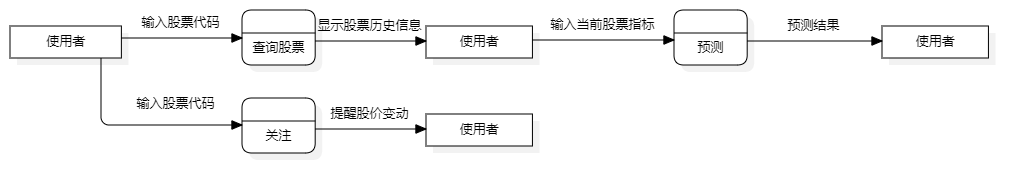 使用者
输入股票代码
查询股票
显示股票历史信息
使用者
输入当前股票指标
预测
预测结果
使用者
输入股票代码
关注
提醒股价变动
使用者